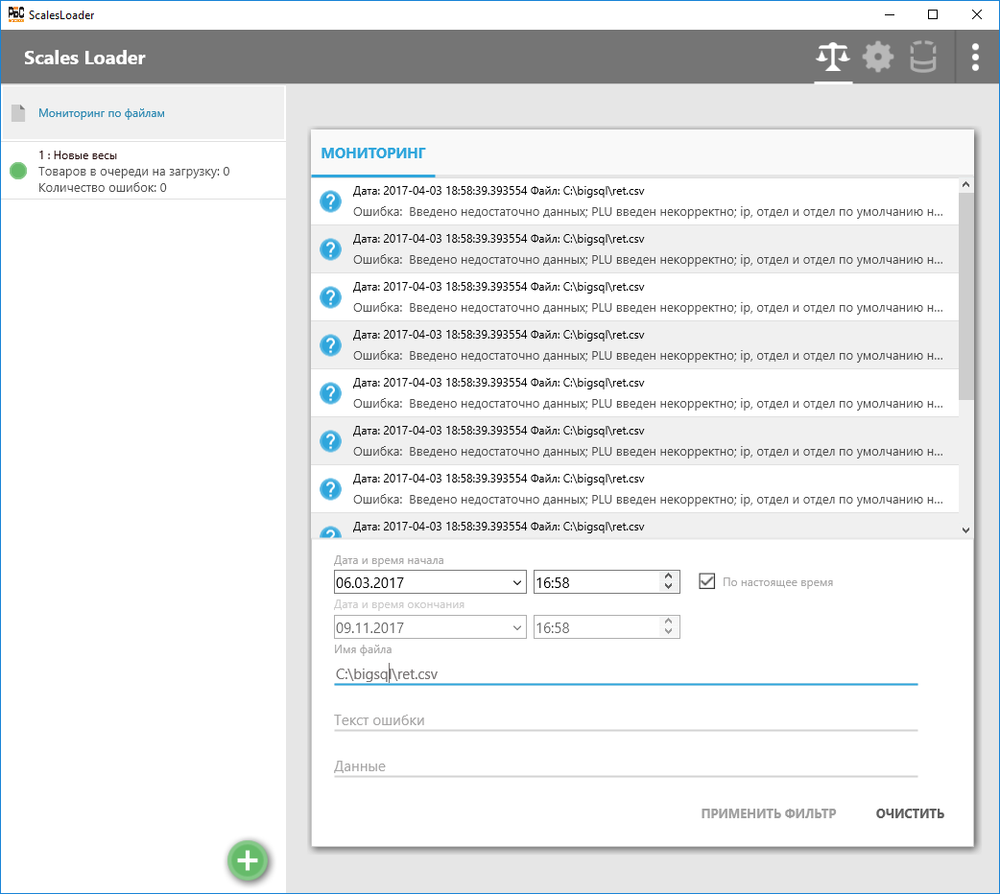 ScalesLoader
Scales Loader
Мониторинг по файлам
1 : Новые весы
Товаров в очереди на загрузку: 0
Количество ошибок: 0
МОНИТОРИНГ
Дата: 2017-04-03 18:58:39.393554 Файл: C:\bigsql\ret.csv
Ошибка:  Введено недостаточно данных; PLU введен некорректно; ip, отдел и отдел по умолчанию н...
Дата: 2017-04-03 18:58:39.393554 Файл: C:\bigsql\ret.csv
Ошибка:  Введено недостаточно данных; PLU введен некорректно; ip, отдел и отдел по умолчанию н...
Дата: 2017-04-03 18:58:39.393554 Файл: C:\bigsql\ret.csv
Ошибка:  Введено недостаточно данных; PLU введен некорректно; ip, отдел и отдел по умолчанию н...
Дата: 2017-04-03 18:58:39.393554 Файл: C:\bigsql\ret.csv
Ошибка:  Введено недостаточно данных; PLU введен некорректно; ip, отдел и отдел по умолчанию н...
Дата: 2017-04-03 18:58:39.393554 Файл: C:\bigsql\ret.csv
Ошибка:  Введено недостаточно данных; PLU введен некорректно; ip, отдел и отдел по умолчанию н...
Дата: 2017-04-03 18:58:39.393554 Файл: C:\bigsql\ret.csv
Ошибка:  Введено недостаточно данных; PLU введен некорректно; ip, отдел и отдел по умолчанию н...
Дата: 2017-04-03 18:58:39.393554 Файл: C:\bigsql\ret.csv
Ошибка:  Введено недостаточно данных; PLU введен некорректно; ip, отдел и отдел по умолчанию н...
Дата: 2017-04-03 18:58:39.393554 Файл: C:\bigsql\ret.csv
Дата и время начала
06.03.2017 16:58 По настоящее время
Дата и время окончания
09.11.2017 16:58
Имя файла
C:\bigsql\ret.csv
Текст ошибки
Данные
ПРИМЕНИТЬ ФИЛЬТР ОЧИСТИТЬ